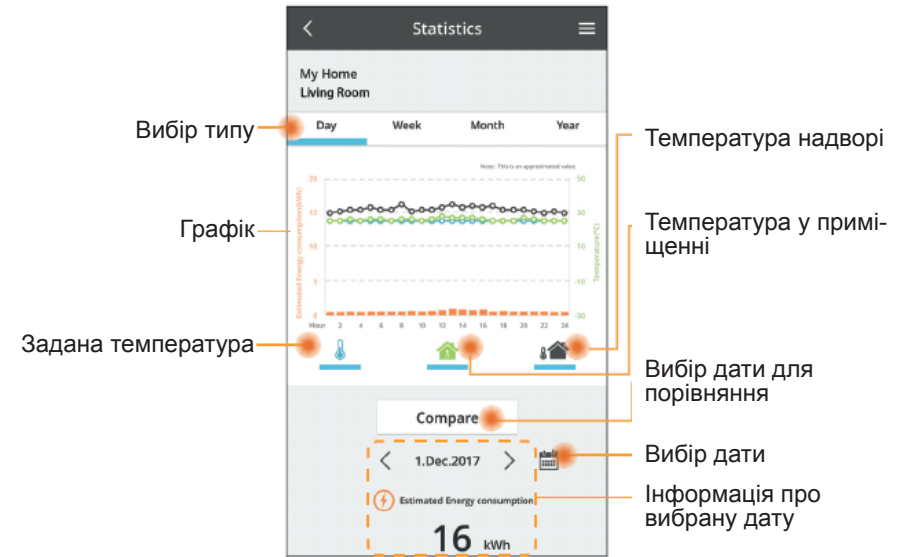 Statistics
My Home
Living Room
Day Week Month Year
Note: This is an approximated value
Estimated Energy consumption(kWh)
20
15
10
5
0
50
30
10
-10
-30
Temperature(°C)
Hour 2 4 6 8 10 12 14 16 18 20 22 24
Compare
1.Dec.2017
Estimated Energy consumption
16 kWh
Вибір типу
Графік
Задана температура
Температура надворі
Температура у примі-
щенні
Вибір дати для
порівняння
Вибір дати
Інформація про
вибрану дату